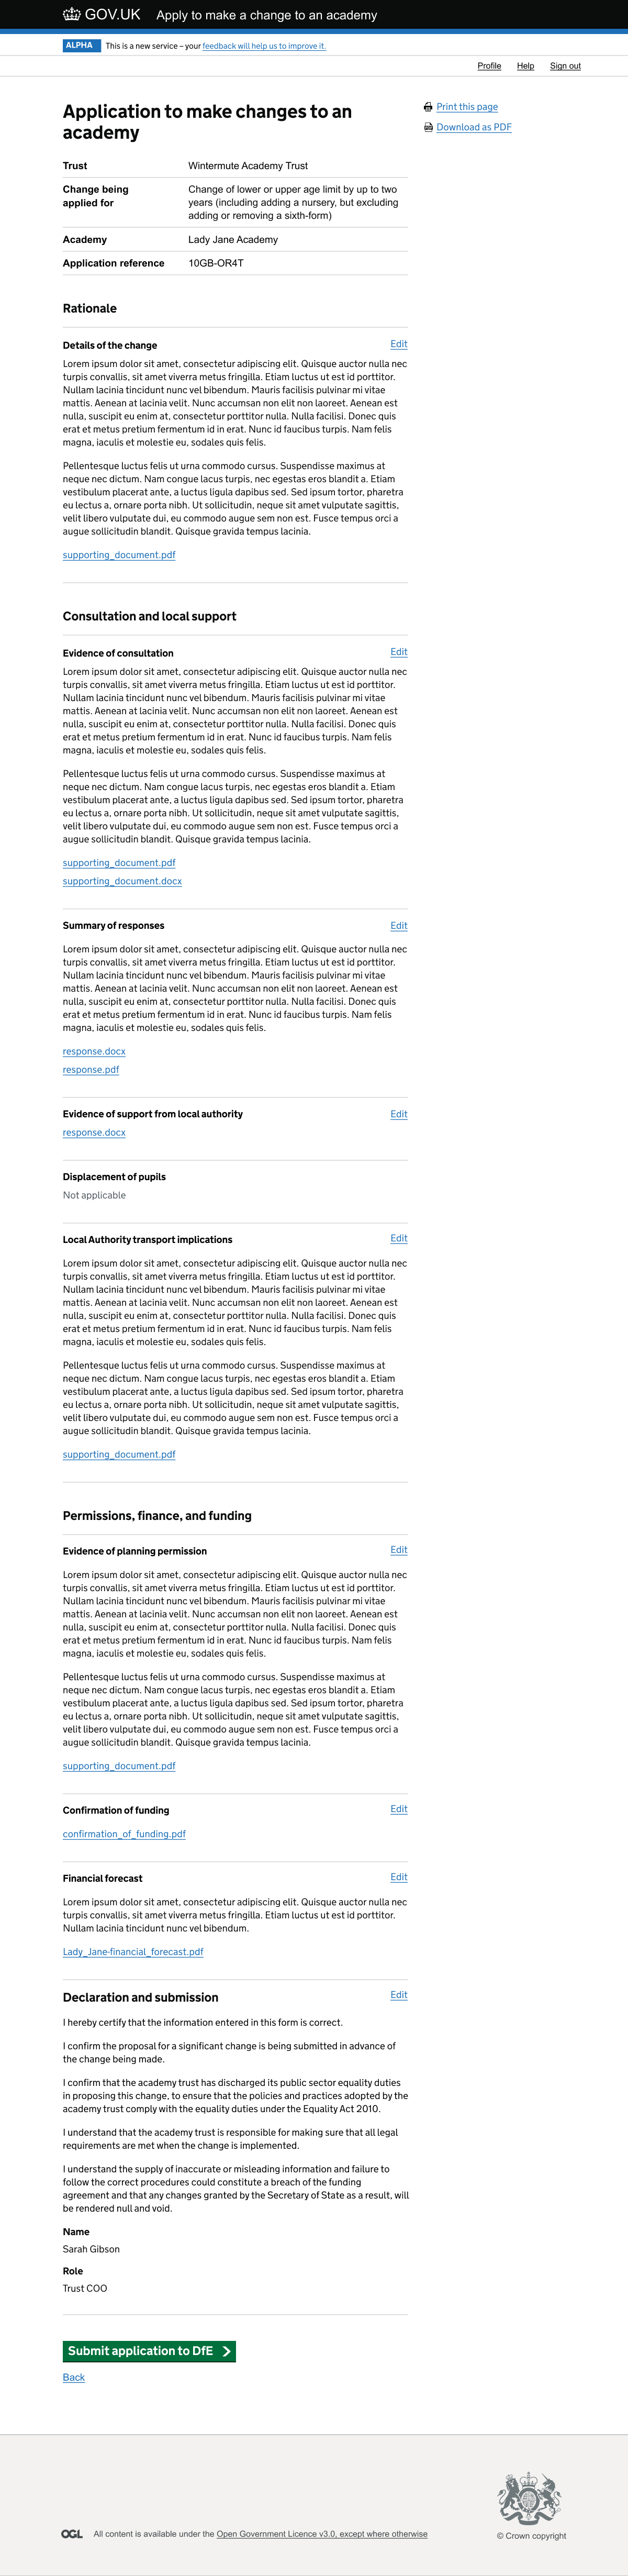 GOV.UK Apply to make a change to an academy
ALPHA This is a new service – your feedback will help us to improve it.
Profile Help Sign out
Application to make changes to an
academy
Print this page
Download as PDF
Trust Wintermute Academy Trust
Change being Change of lower or upper age limit by up to two
applied for years (including adding a nursery, but excluding
adding or removing a sixth-form)
Academy Lady Jane Academy
Application reference 10GB-OR4T
Rationale
Details of the change Edit
Lorem ipsum dolor sit amet, consectetur adipiscing elit. Quisque auctor nulla nec
turpis convallis, sit amet viverra metus fringilla. Etiam luctus ut est id porttitor.
Nullam lacinia tincidunt nunc vel bibendum. Mauris facilisis pulvinar mi vitae
mattis. Aenean at lacinia velit. Nunc accumsan non elit non laoreet. Aenean est
nulla, suscipit eu enim at, consectetur porttitor nulla. Nulla facilisi. Donec quis
erat et metus pretium fermentum id in erat. Nunc id faucibus turpis. Nam felis
magna, iaculis et molestie eu, sodales quis felis.
Pellentesque luctus felis ut urna commodo cursus. Suspendisse maximus at
neque nec dictum. Nam congue lacus turpis, nec egestas eros blandit a. Etiam
vestibulum placerat ante, a luctus ligula dapibus sed. Sed ipsum tortor, pharetra
eu lectus a, ornare porta nibh. Ut sollicitudin, neque sit amet vulputate sagittis,
velit libero vulputate dui, eu commodo augue sem non est. Fusce tempus orci a
augue sollicitudin blandit. Quisque gravida tempus lacinia.
supporting_document.pdf
Consultation and local support
Evidence of consultation Edit
Lorem ipsum dolor sit amet, consectetur adipiscing elit. Quisque auctor nulla nec
turpis convallis, sit amet viverra metus fringilla. Etiam luctus ut est id porttitor.
Nullam lacinia tincidunt nunc vel bibendum. Mauris facilisis pulvinar mi vitae
mattis. Aenean at lacinia velit. Nunc accumsan non elit non laoreet. Aenean est
nulla, suscipit eu enim at, consectetur porttitor nulla. Nulla facilisi. Donec quis
erat et metus pretium fermentum id in erat. Nunc id faucibus turpis. Nam felis
magna, iaculis et molestie eu, sodales quis felis.
Pellentesque luctus felis ut urna commodo cursus. Suspendisse maximus at
neque nec dictum. Nam congue lacus turpis, nec egestas eros blandit a. Etiam
vestibulum placerat ante, a luctus ligula dapibus sed. Sed ipsum tortor, pharetra
eu lectus a, ornare porta nibh. Ut sollicitudin, neque sit amet vulputate sagittis,
velit libero vulputate dui, eu commodo augue sem non est. Fusce tempus orci a
augue sollicitudin blandit. Quisque gravida tempus lacinia.
supporting_document.pdf
supporting_document.docx
Summary of responses Edit
Lorem ipsum dolor sit amet, consectetur adipiscing elit. Quisque auctor nulla nec
turpis convallis, sit amet viverra metus fringilla. Etiam luctus ut est id porttitor.
Nullam lacinia tincidunt nunc vel bibendum. Mauris facilisis pulvinar mi vitae
mattis. Aenean at lacinia velit. Nunc accumsan non elit non laoreet. Aenean est
nulla, suscipit eu enim at, consectetur porttitor nulla. Nulla facilisi. Donec quis
erat et metus pretium fermentum id in erat. Nunc id faucibus turpis. Nam felis
magna, iaculis et molestie eu, sodales quis felis.
response.docx
response.pdf
Evidence of support from local authority Edit
response.docx
Displacement of pupils
Not applicable
Local Authority transport implications Edit
Lorem ipsum dolor sit amet, consectetur adipiscing elit. Quisque auctor nulla nec
turpis convallis, sit amet viverra metus fringilla. Etiam luctus ut est id porttitor.
Nullam lacinia tincidunt nunc vel bibendum. Mauris facilisis pulvinar mi vitae
mattis. Aenean at lacinia velit. Nunc accumsan non elit non laoreet. Aenean est
nulla, suscipit eu enim at, consectetur porttitor nulla. Nulla facilisi. Donec quis
erat et metus pretium fermentum id in erat. Nunc id faucibus turpis. Nam felis
magna, iaculis et molestie eu, sodales quis felis.
Pellentesque luctus felis ut urna commodo cursus. Suspendisse maximus at
neque nec dictum. Nam congue lacus turpis, nec egestas eros blandit a. Etiam
vestibulum placerat ante, a luctus ligula dapibus sed. Sed ipsum tortor, pharetra
eu lectus a, ornare porta nibh. Ut sollicitudin, neque sit amet vulputate sagittis,
velit libero vulputate dui, eu commodo augue sem non est. Fusce tempus orci a
augue sollicitudin blandit. Quisque gravida tempus lacinia.
supporting_document.pdf
Permissions, finance, and funding
Evidence of planning permission Edit
Lorem ipsum dolor sit amet, consectetur adipiscing elit. Quisque auctor nulla nec
turpis convallis, sit amet viverra metus fringilla. Etiam luctus ut est id porttitor.
Nullam lacinia tincidunt nunc vel bibendum. Mauris facilisis pulvinar mi vitae
mattis. Aenean at lacinia velit. Nunc accumsan non elit non laoreet. Aenean est
nulla, suscipit eu enim at, consectetur porttitor nulla. Nulla facilisi. Donec quis
erat et metus pretium fermentum id in erat. Nunc id faucibus turpis. Nam felis
magna, iaculis et molestie eu, sodales quis felis.
Pellentesque luctus felis ut urna commodo cursus. Suspendisse maximus at
neque nec dictum. Nam congue lacus turpis, nec egestas eros blandit a. Etiam
vestibulum placerat ante, a luctus ligula dapibus sed. Sed ipsum tortor, pharetra
eu lectus a, ornare porta nibh. Ut sollicitudin, neque sit amet vulputate sagittis,
velit libero vulputate dui, eu commodo augue sem non est. Fusce tempus orci a
augue sollicitudin blandit. Quisque gravida tempus lacinia.
supporting_document.pdf
Confirmation of funding Edit
confirmation_of_funding.pdf
Financial forecast Edit
Lorem ipsum dolor sit amet, consectetur adipiscing elit. Quisque auctor nulla nec
turpis convallis, sit amet viverra metus fringilla. Etiam luctus ut est id porttitor.
Nullam lacinia tincidunt nunc vel bibendum.
Lady_Jane-financial_forecast.pdf
Declaration and submission Edit
I hereby certify that the information entered in this form is correct.
I confirm the proposal for a significant change is being submitted in advance of
the change being made.
I confirm that the academy trust has discharged its public sector equality duties
in proposing this change, to ensure that the policies and practices adopted by the
academy trust comply with the equality duties under the Equality Act 2010.
I understand that the academy trust is responsible for making sure that all legal
requirements are met when the change is implemented.
I understand the supply of inaccurate or misleading information and failure to
follow the correct procedures could constitute a breach of the funding
agreement and that any changes granted by the Secretary of State as a result, will
be rendered null and void.
Name
Sarah Gibson
Role
Trust COO
Submit application to DfE
Back
OGL All content is available under the Open Government Licence v3.0, except where otherwise
© Crown copyright